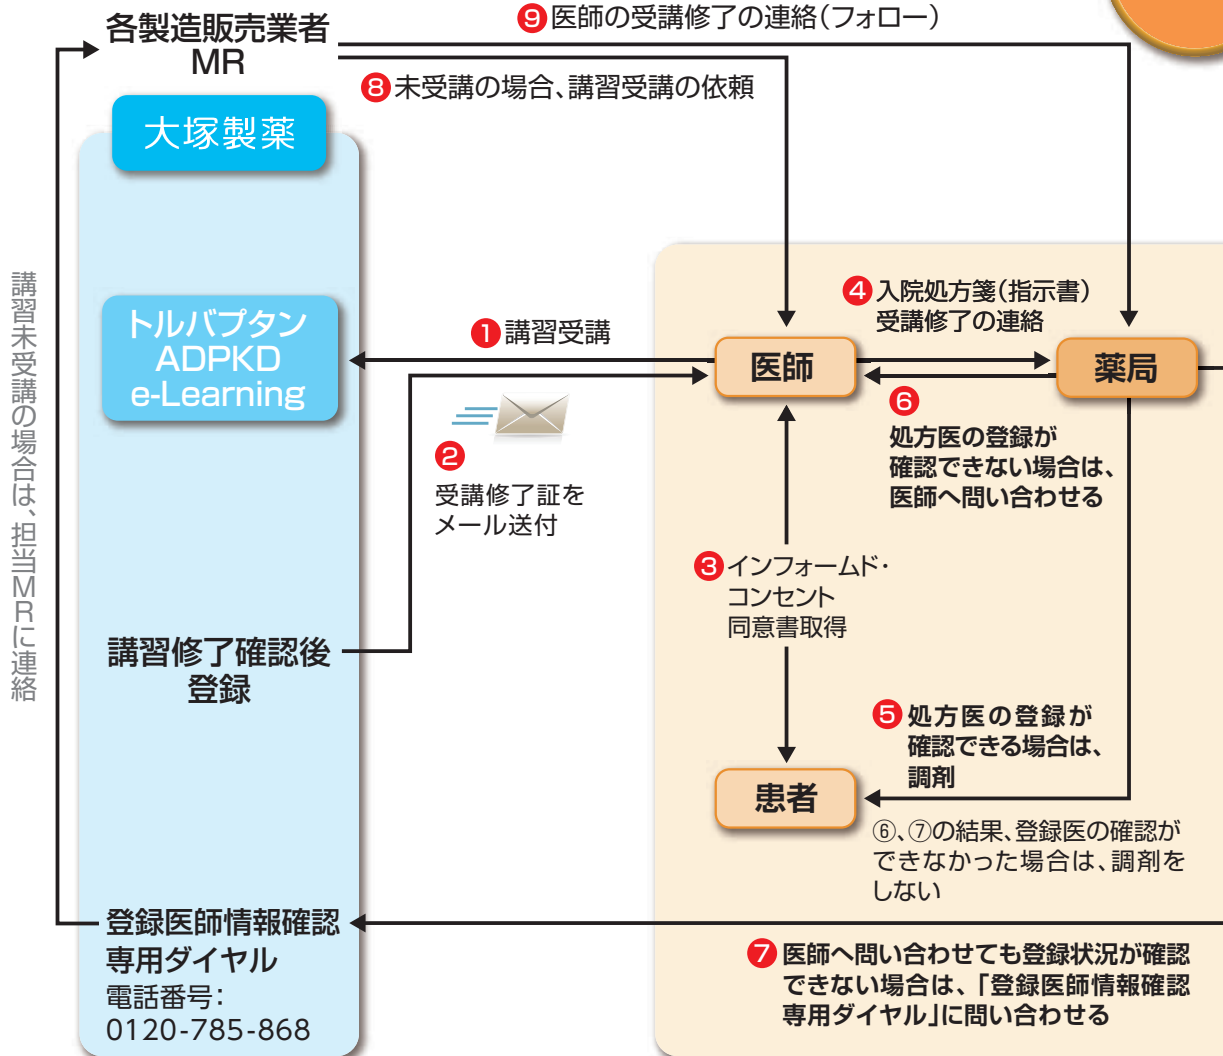 ⑨医師の受講修了の連絡(フォロー)
各製造販売業者
MR
⑧未受講の場合、講習受講の依頼
大塚製薬
講習未受講の場合は、担当MRに連絡
トルバプタン
ADPKD
e-Learning
①講習受講
②
受講修了証を
メール送付
医師
④入院処方箋(指示書)
受講修了の連絡
薬局
⑥
処方医の登録が
確認できない場合は、
医師へ問い合わせる
③インフォームド・
コンセント
同意書取得
講習修了確認後
登録
⑤処方医の登録が
確認できる場合は、
調剤
患者
⑥、⑦の結果、登録医の確認が
できなかった場合は、調剤を
しない
登録医師情報確認
専用ダイヤル
電話番号：
0120-785-868
⑦医師へ問い合わせても登録状況が確認
できない場合は、「登録医師情報確認
専用ダイヤル」に問い合わせる